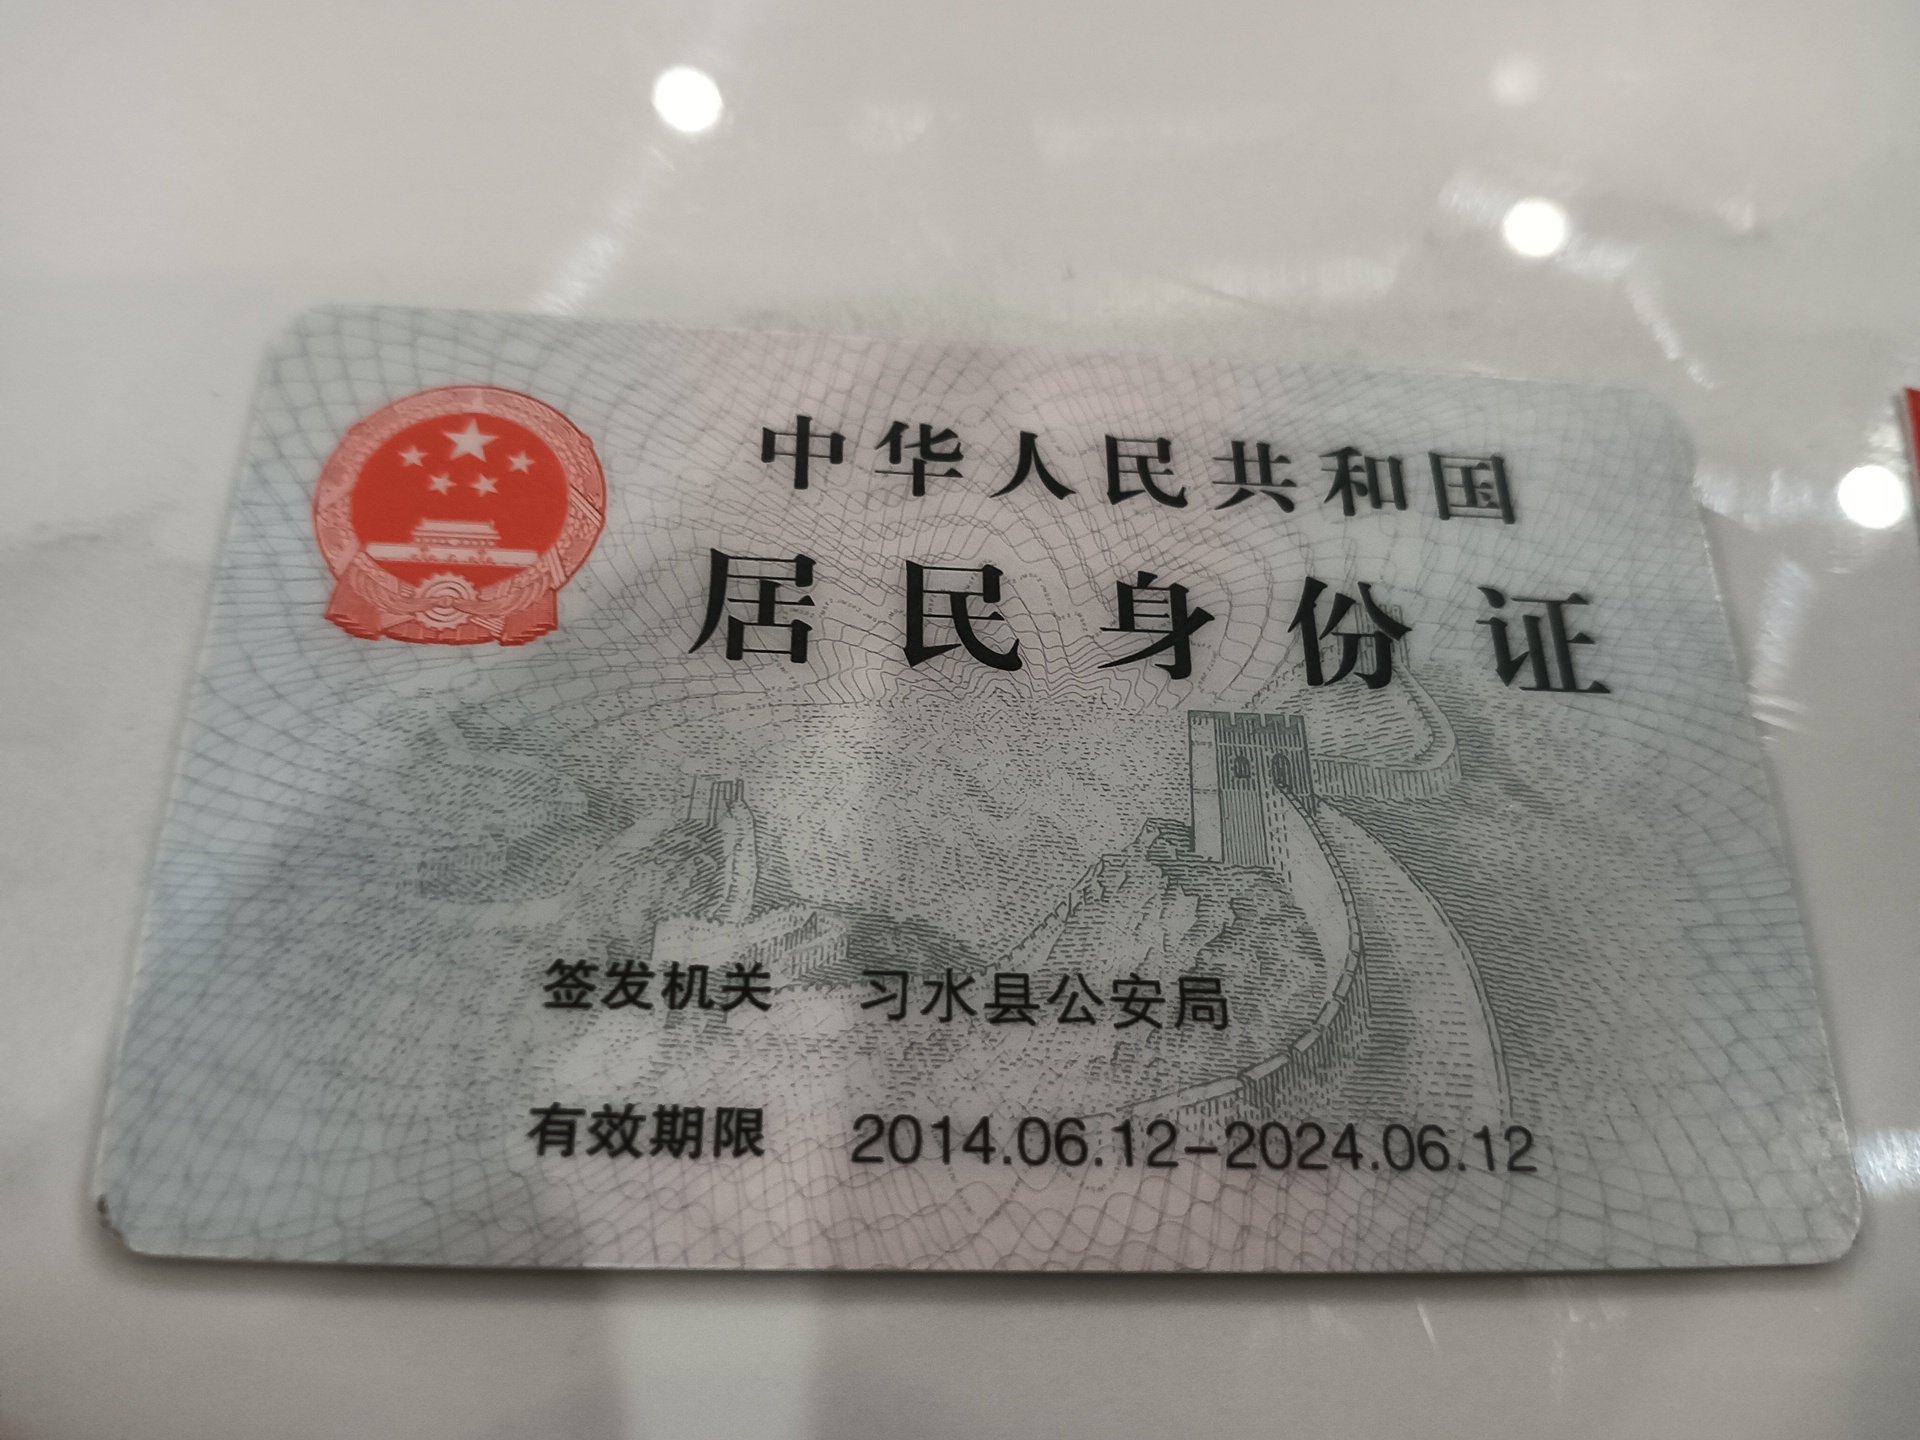 中华人民共和国
居民身份证
签发机关 习水县公安局
有效期限 2014.06.12-2024.06.12